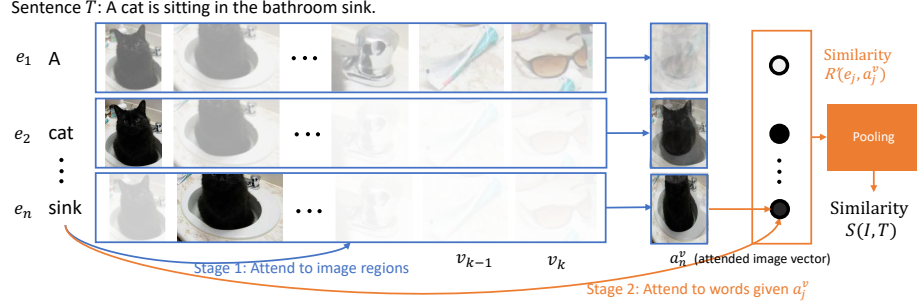 Sentence T: A cat is sitting in the bathroom sink.
e₁ A
Similarity
R′(eⱼ, aⱼᵛ)
e₂ cat
Pooling
eₙ sink
Similarity
S(I, T)
Stage 1: Attend to image regions
vₖ₋₁
vₖ
aₙᵛ (attended image vector)
Stage 2: Attend to words given aⱼᵛ